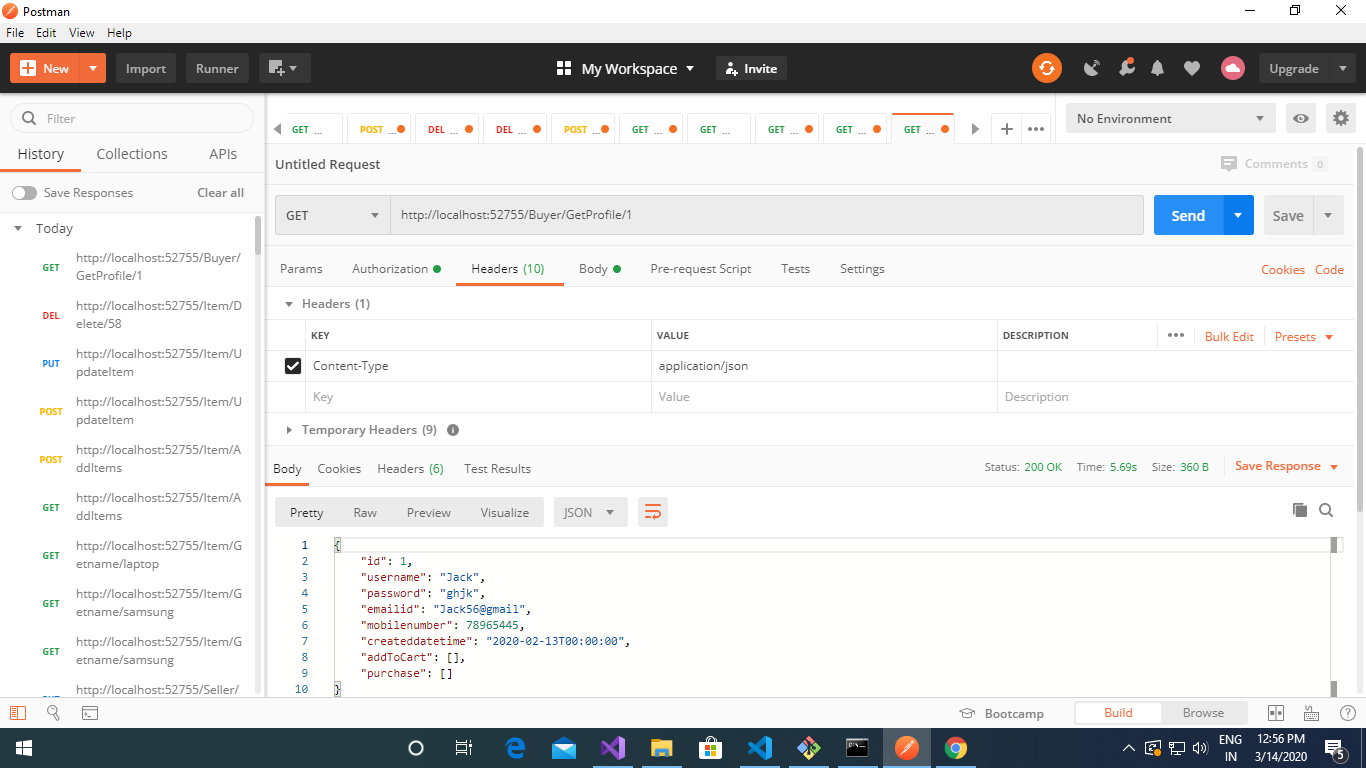 Postman
File Edit View Help
New Import Runner My Workspace Invite Upgrade
Filter
History Collections APIs
Save Responses Clear all
Today
GET http://localhost:52755/Buyer/
GetProfile/1
DEL http://localhost:52755/Item/D
elete/58
PUT http://localhost:52755/Item/U
pdateItem
POST http://localhost:52755/Item/U
pdateItem
POST http://localhost:52755/Item/A
ddItems
GET http://localhost:52755/Item/A
ddItems
GET http://localhost:52755/Item/G
etname/laptop
GET http://localhost:52755/Item/G
etname/samsung
GET http://localhost:52755/Item/G
etname/samsung
http://localhost:52755/Seller/
GET ... POST ... DEL ... DEL ... POST ... GET ... GET ... GET ... GET ... GET ...
No Environment
Untitled Request Comments 0
GET http://localhost:52755/Buyer/GetProfile/1 Send Save
Params Authorization Headers (10) Body Pre-request Script Tests Settings Cookies Code
Headers (1)
KEY VALUE DESCRIPTION ••• Bulk Edit Presets
Content-Type application/json
Key Value Description
Temporary Headers (9)
Body Cookies Headers (6) Test Results Status: 200 OK Time: 5.69s Size: 360 B Save Response
Pretty Raw Preview Visualize JSON
1 {
2 "id": 1,
3 "username": "Jack",
4 "password": "ghjk",
5 "emailid": "Jack56@gmail",
6 "mobilenumber": 78965445,
7 "createddatetime": "2020-02-13T00:00:00",
8 "addToCart": [],
9 "purchase": []
10 }
Bootcamp Build Browse
ENG
IN
12:56 PM
3/14/2020
5